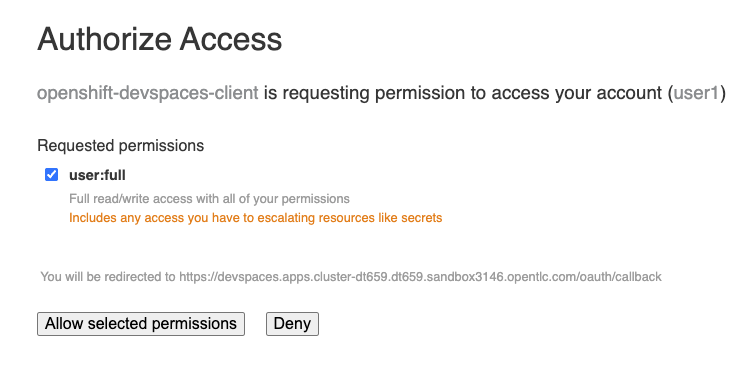 Authorize Access
openshift-devspaces-client is requesting permission to access your account (user1)
Requested permissions
user:full
Full read/write access with all of your permissions
Includes any access you have to escalating resources like secrets
You will be redirected to https://devspaces.apps.cluster-dt659.dt659.sandbox3146.opentlc.com/oauth/callback
Allow selected permissions Deny